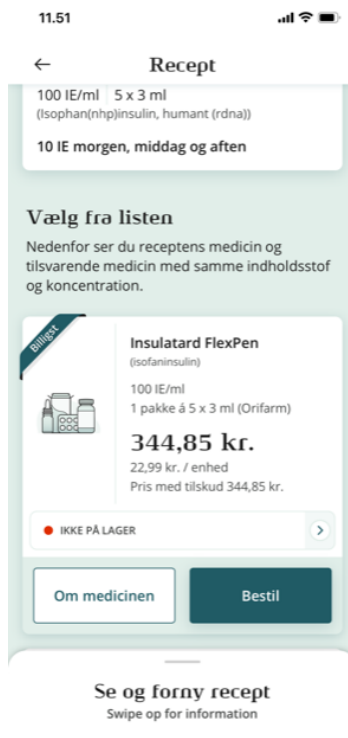 11.51
Recept
100 IE/ml 5 x 3 ml
(Isophan(nhp)insulin, humant (rdna))
10 IE morgen, middag og aften
Vælg fra listen
Nedenfor ser du receptens medicin og
tilsvarende medicin med samme indholdsstof
og koncentration.
Billigst
Insulatard FlexPen
(isofaninsulin)
100 IE/ml
1 pakke á 5 x 3 ml (Orifarm)
344,85 kr.
22,99 kr. / enhed
Pris med tilskud 344,85 kr.
IKKE PÅ LAGER
Om medicinen
Bestil
Se og forny recept
Swipe op for information